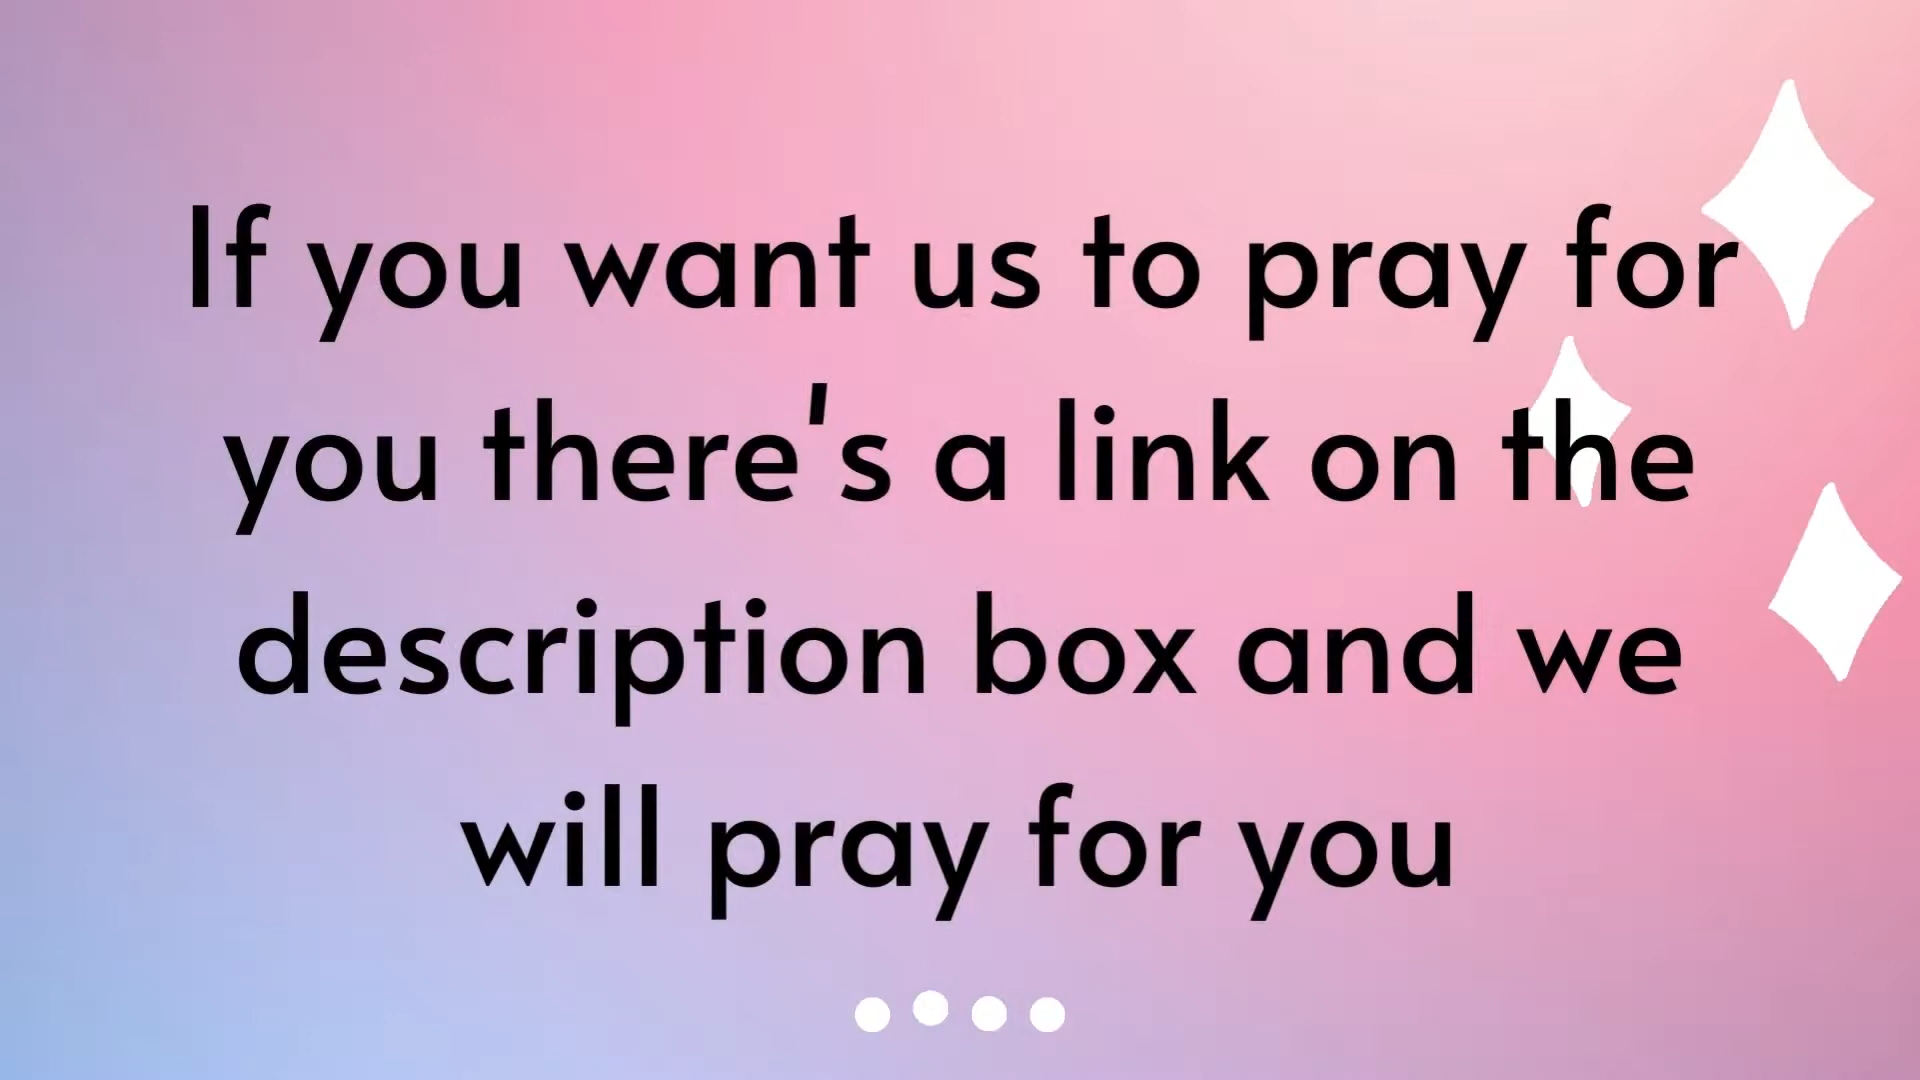 If you want us to pray for
you there's a link on the
description box and we
will pray for you